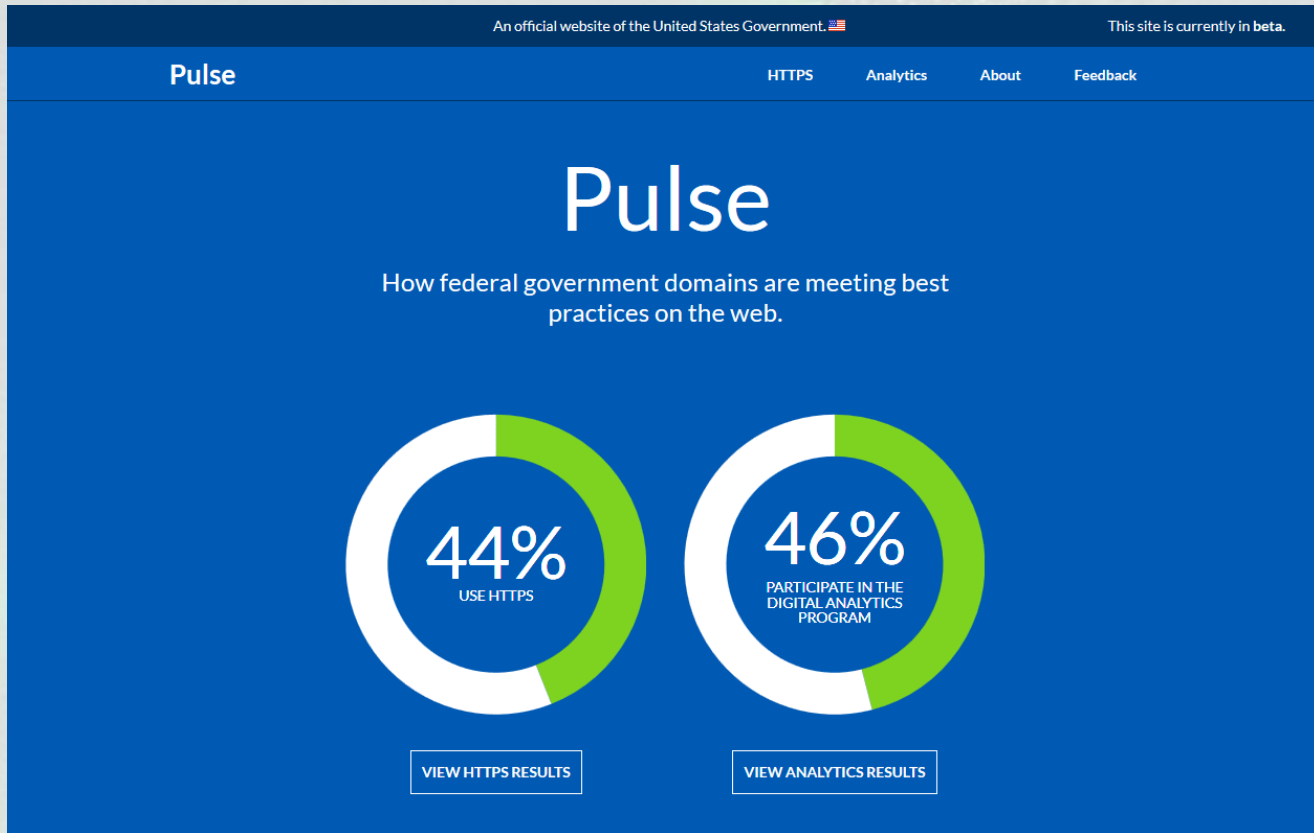 An official website of the United States Government.
This site is currently in beta.
Pulse
HTTPS
Analytics
About
Feedback
Pulse
How federal government domains are meeting best
practices on the web.
44%
USE HTTPS
46%
PARTICIPATE IN THE
DIGITAL ANALYTICS
PROGRAM
VIEW HTTPS RESULTS
VIEW ANALYTICS RESULTS